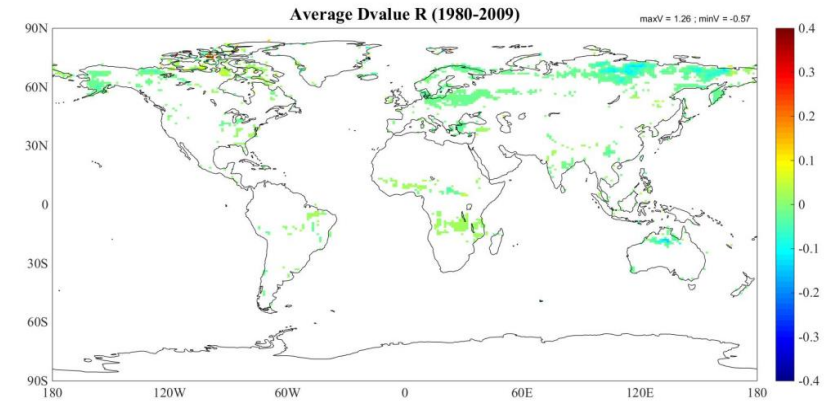 Average Dvalue R (1980-2009)
maxV = 1.26 ; minV = -0.57
90N
60N
30N
0
30S
60S
90S
180 120W 60W 0 60E 120E 180
0.4
0.3
0.2
0.1
0
-0.1
-0.2
-0.3
-0.4